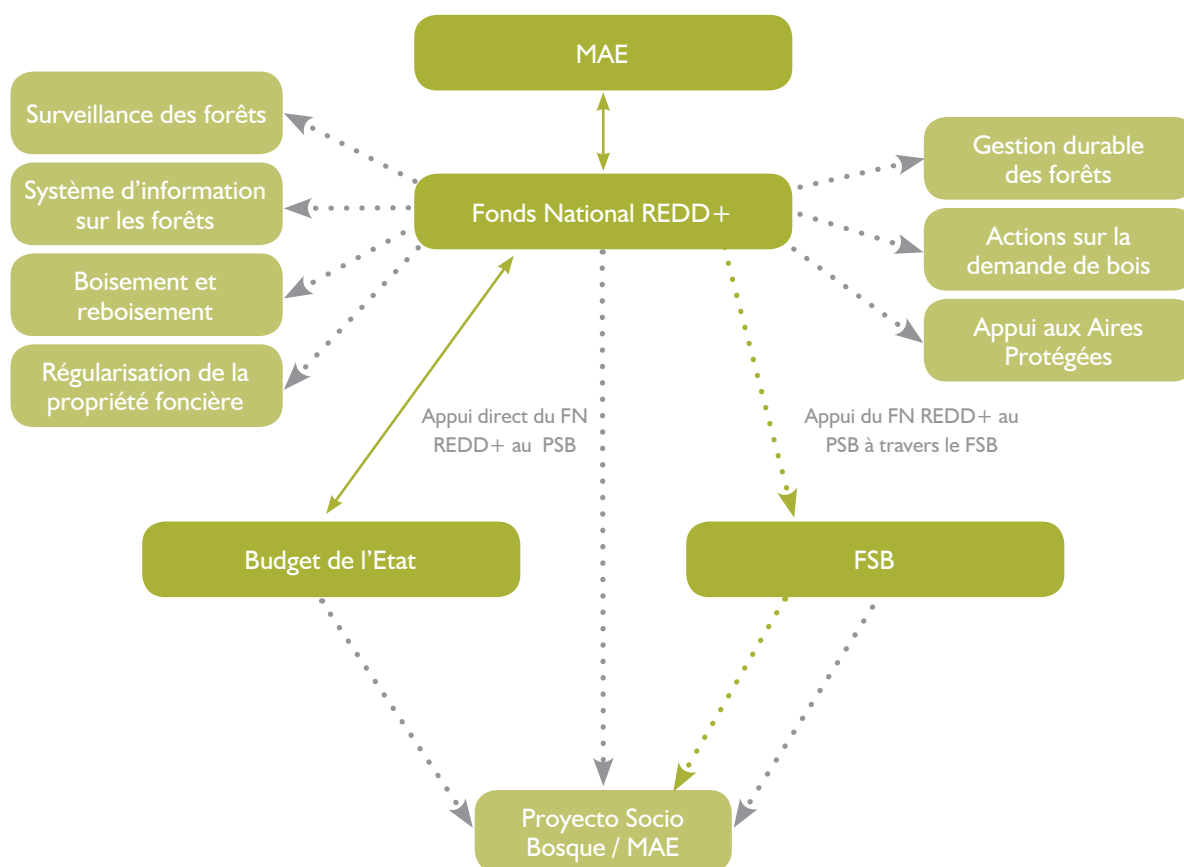 MAE
Surveillance des forêts
Système d'information
sur les forêts
Boisement et
reboisement
Régularisation de la
propriété foncière
Fonds National REDD+
Gestion durable
des forêts
Actions sur la
demande de bois
Appui aux Aires
Protégées
Appui direct du FN
REDD+ au PSB
Appui du FN REDD+ au
PSB à travers le FSB
Budget de l'Etat
FSB
Proyecto Socio
Bosque / MAE